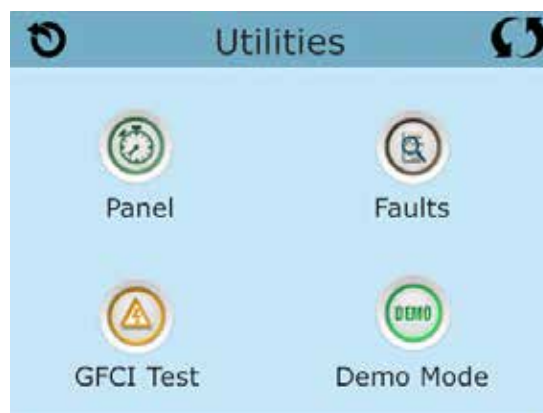 Utilities
Panel
Faults
DEMO
GFCI Test
Demo Mode